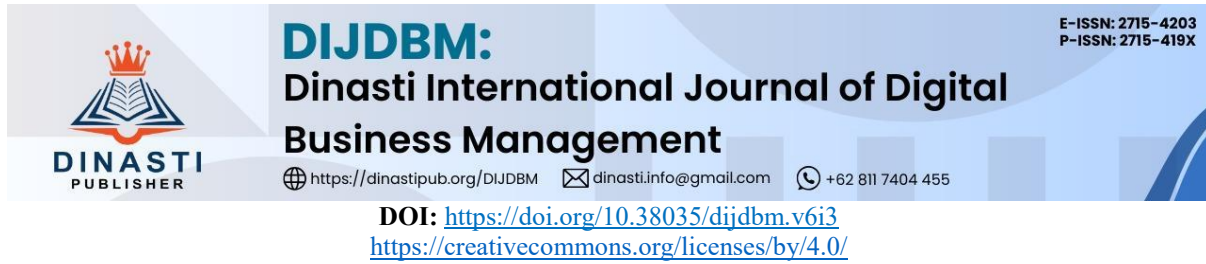 E-ISSN: 2715-4203
P-ISSN: 2715-419X
DIJDBM:
Dinasti International Journal of Digital
Business Management
DINASTI
PUBLISHER
https://dinastipub.org/DIJDBM dinasti.info@gmail.com +62 811 7404 455
DOI: https://doi.org/10.38035/dijdbm.v6i3
https://creativecommons.org/licenses/by/4.0/